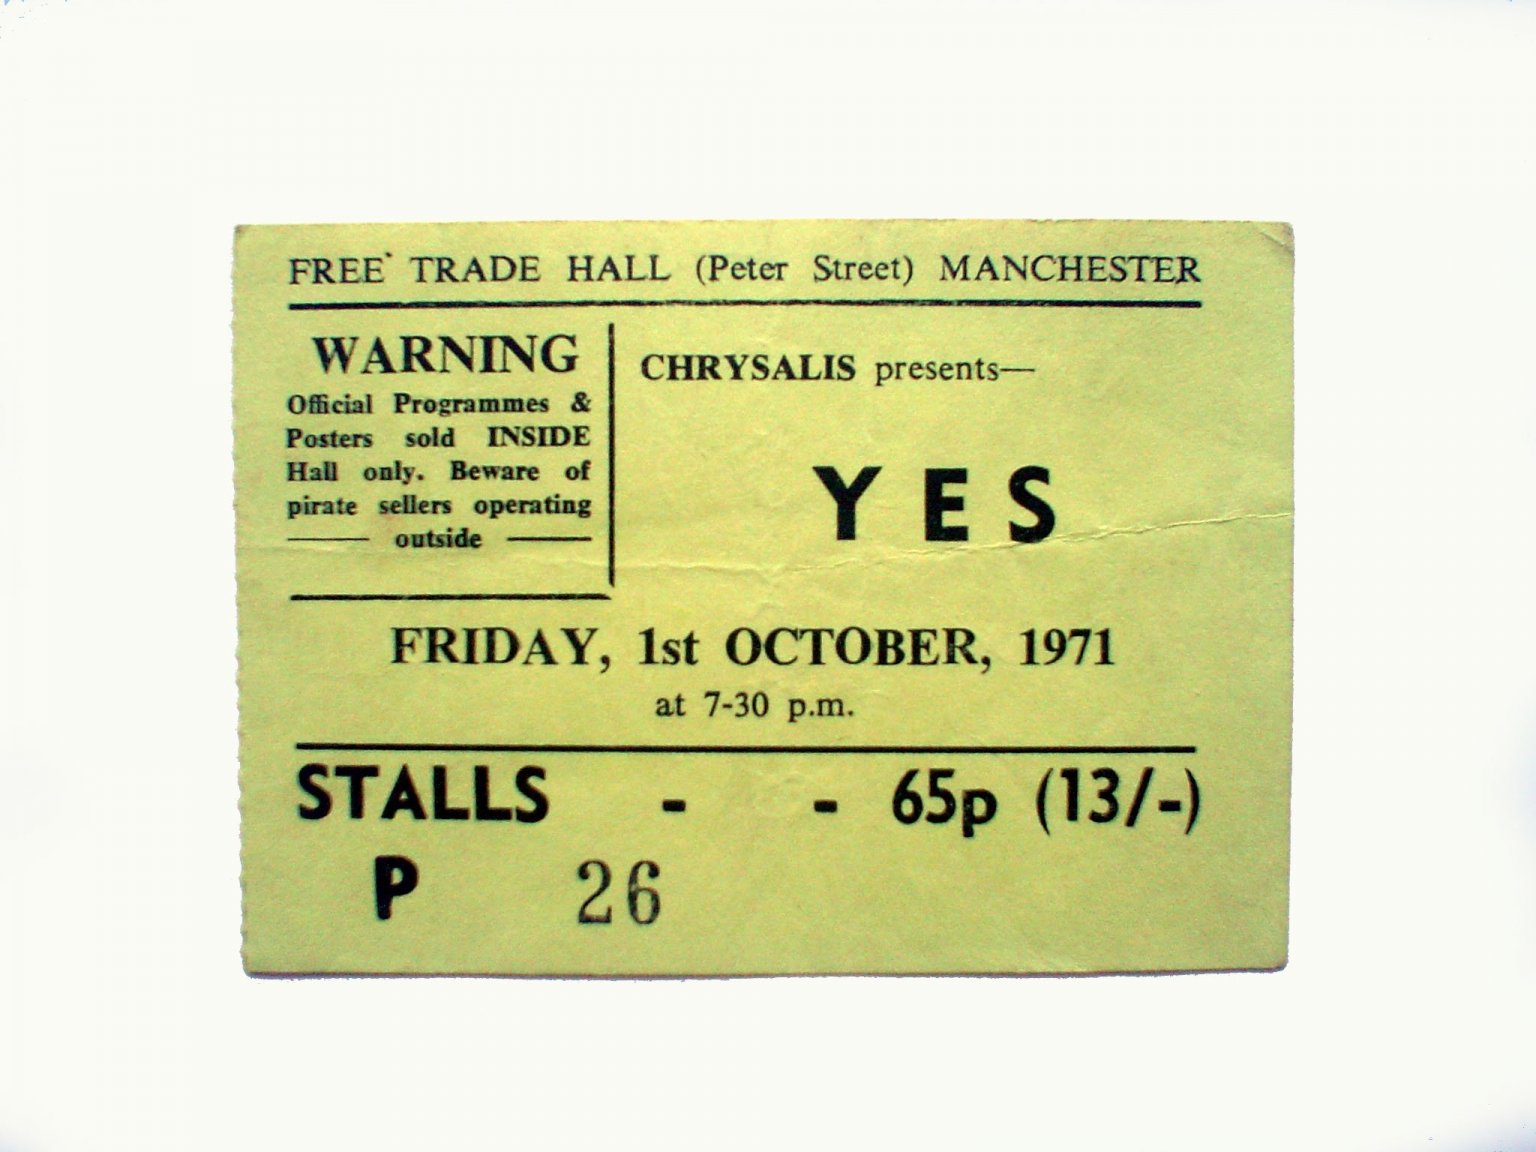 FREE TRADE HALL (Peter Street) MANCHESTER
WARNING
Official Programmes &
Posters sold INSIDE
Hall only. Beware of
pirate sellers operating
outside
CHRYSALIS presents—
YES
FRIDAY, 1st OCTOBER, 1971
at 7-30 p.m.
STALLS - - 65p (13/-)
P 26